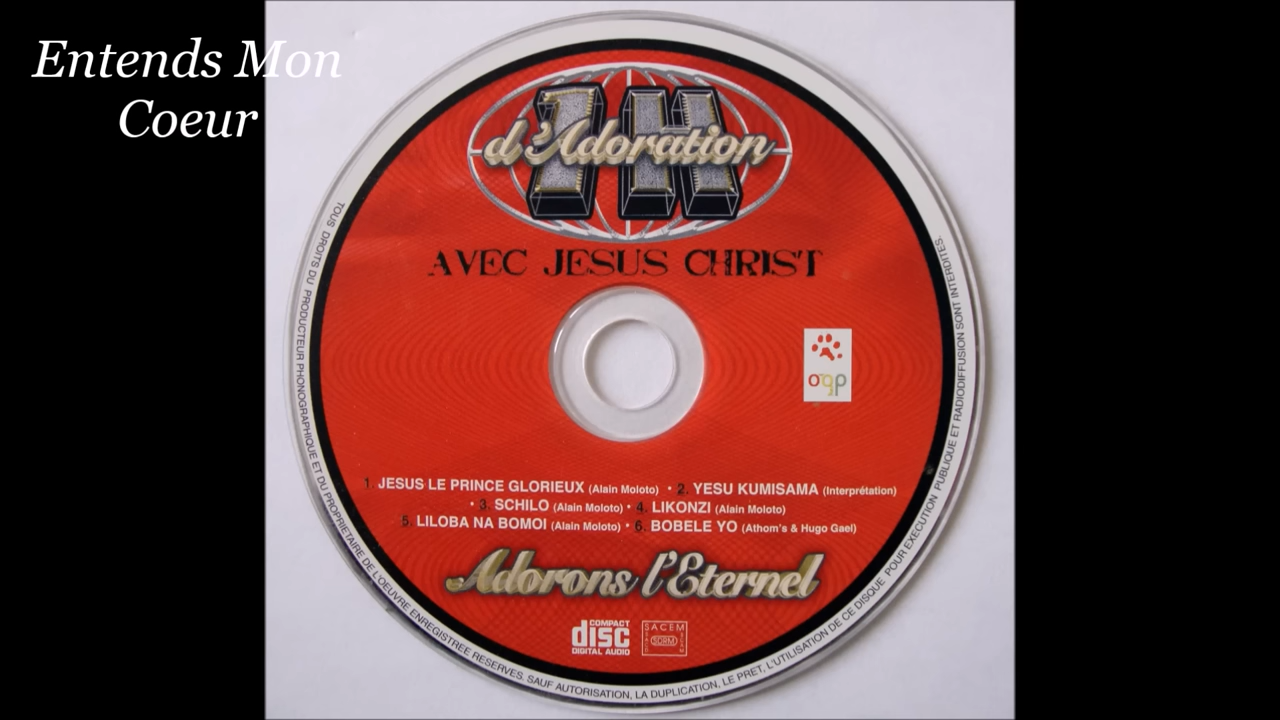 Entends Mon
Coeur
1H
d'Adoration
AVEC JESUS CHRIST
1. JESUS LE PRINCE GLORIEUX (Alain Moloto) • 2. YESU KUMISAMA (Interprétation)
• 3. SCHILO (Alain Moloto) • 4. LIKONZI (Alain Moloto)
5. LILOBA NA BOMOI (Alain Moloto) • 6. BOBELE YO (Athom's & Hugo Gael)
Adorons l'Eternel
COMPACT
disc
DIGITAL AUDIO
SACEM
SDRM
TOUS DROITS DU PRODUCTEUR PHONOGRAPHIQUE ET DU PROPRIETAIRE DE L'OEUVRE ENREGISTREE RESERVES. SAUF AUTORISATION, LA DUPLICATION, LE PRET, L'UTILISATION DE CE DISQUE POUR EXECUTION PUBLIQUE ET RADIODIFFUSION SONT INTERDITES.